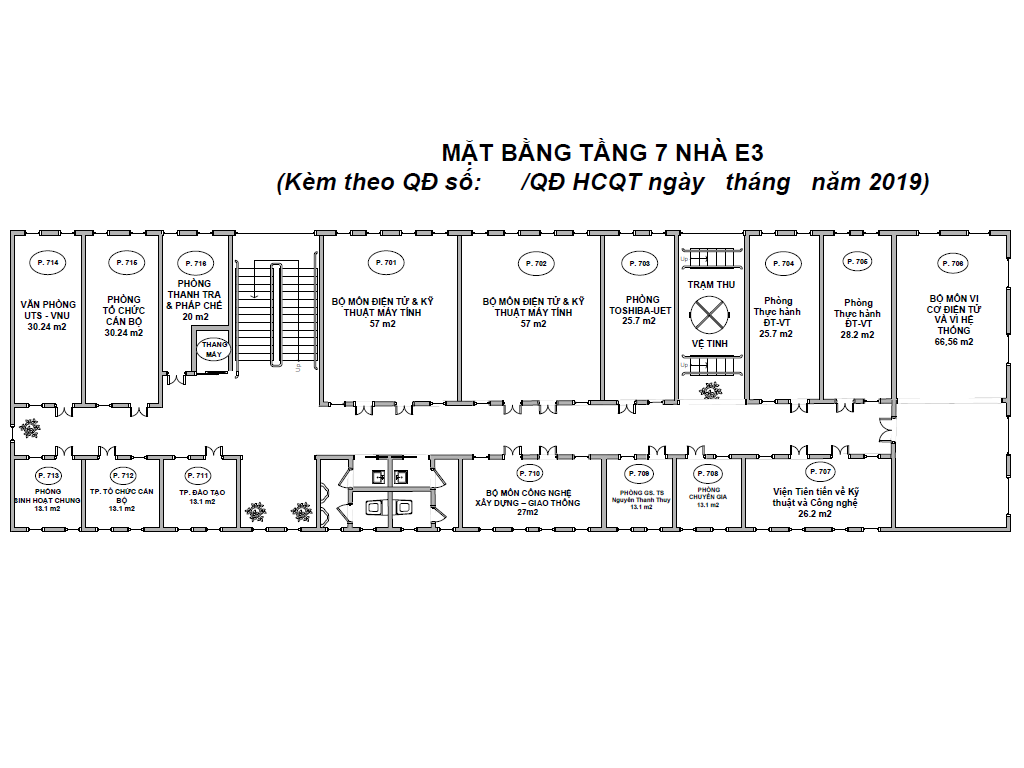 MẶT BẰNG TẦNG 7 NHÀ E3
(Kèm theo QĐ số: /QĐ HCQT ngày tháng năm 2019)
P. 714
VĂN PHÒNG
UTS - VNU
30.24 m2
P. 715
PHÒNG
TỔ CHỨC
CÁN BỘ
30.24 m2
P. 716
PHÒNG
THANH TRA
& PHÁP CHẾ
20 m2
THANG
MÁY
Up
P. 701
BỘ MÔN ĐIỆN TỬ & KỸ
THUẬT MÁY TÍNH
57 m2
P. 702
BỘ MÔN ĐIỆN TỬ & KỸ
THUẬT MÁY TÍNH
57 m2
P. 703
PHÒNG
TOSHIBA-UET
25.7 m2
Up
TRẠM THU
VỆ TINH
Up
P. 704
Phòng
Thực hành
ĐT-VT
25.7 m2
P. 705
Phòng
Thực hành
ĐT-VT
28.2 m2
P. 706
BỘ MÔN VI
CƠ ĐIỆN TỬ
VÀ VI HỆ
THỐNG
66,56 m2
P. 713
PHÒNG
SINH HOẠT CHUNG
13.1 m2
P. 712
TP. TỔ CHỨC CÁN
BỘ
13.1 m2
P. 711
TP. ĐÀO TẠO
13.1 m2
P. 710
BỘ MÔN CÔNG NGHỆ
XÂY DỰNG – GIAO THÔNG
27m2
P. 709
PHÒNG GS. TS
Nguyễn Thanh Thuỷ
13.1 m2
P. 708
PHÒNG
CHUYÊN GIA
13.1 m2
P. 707
Viện Tiên tiến về Kỹ
thuật và Công nghệ
26.2 m2